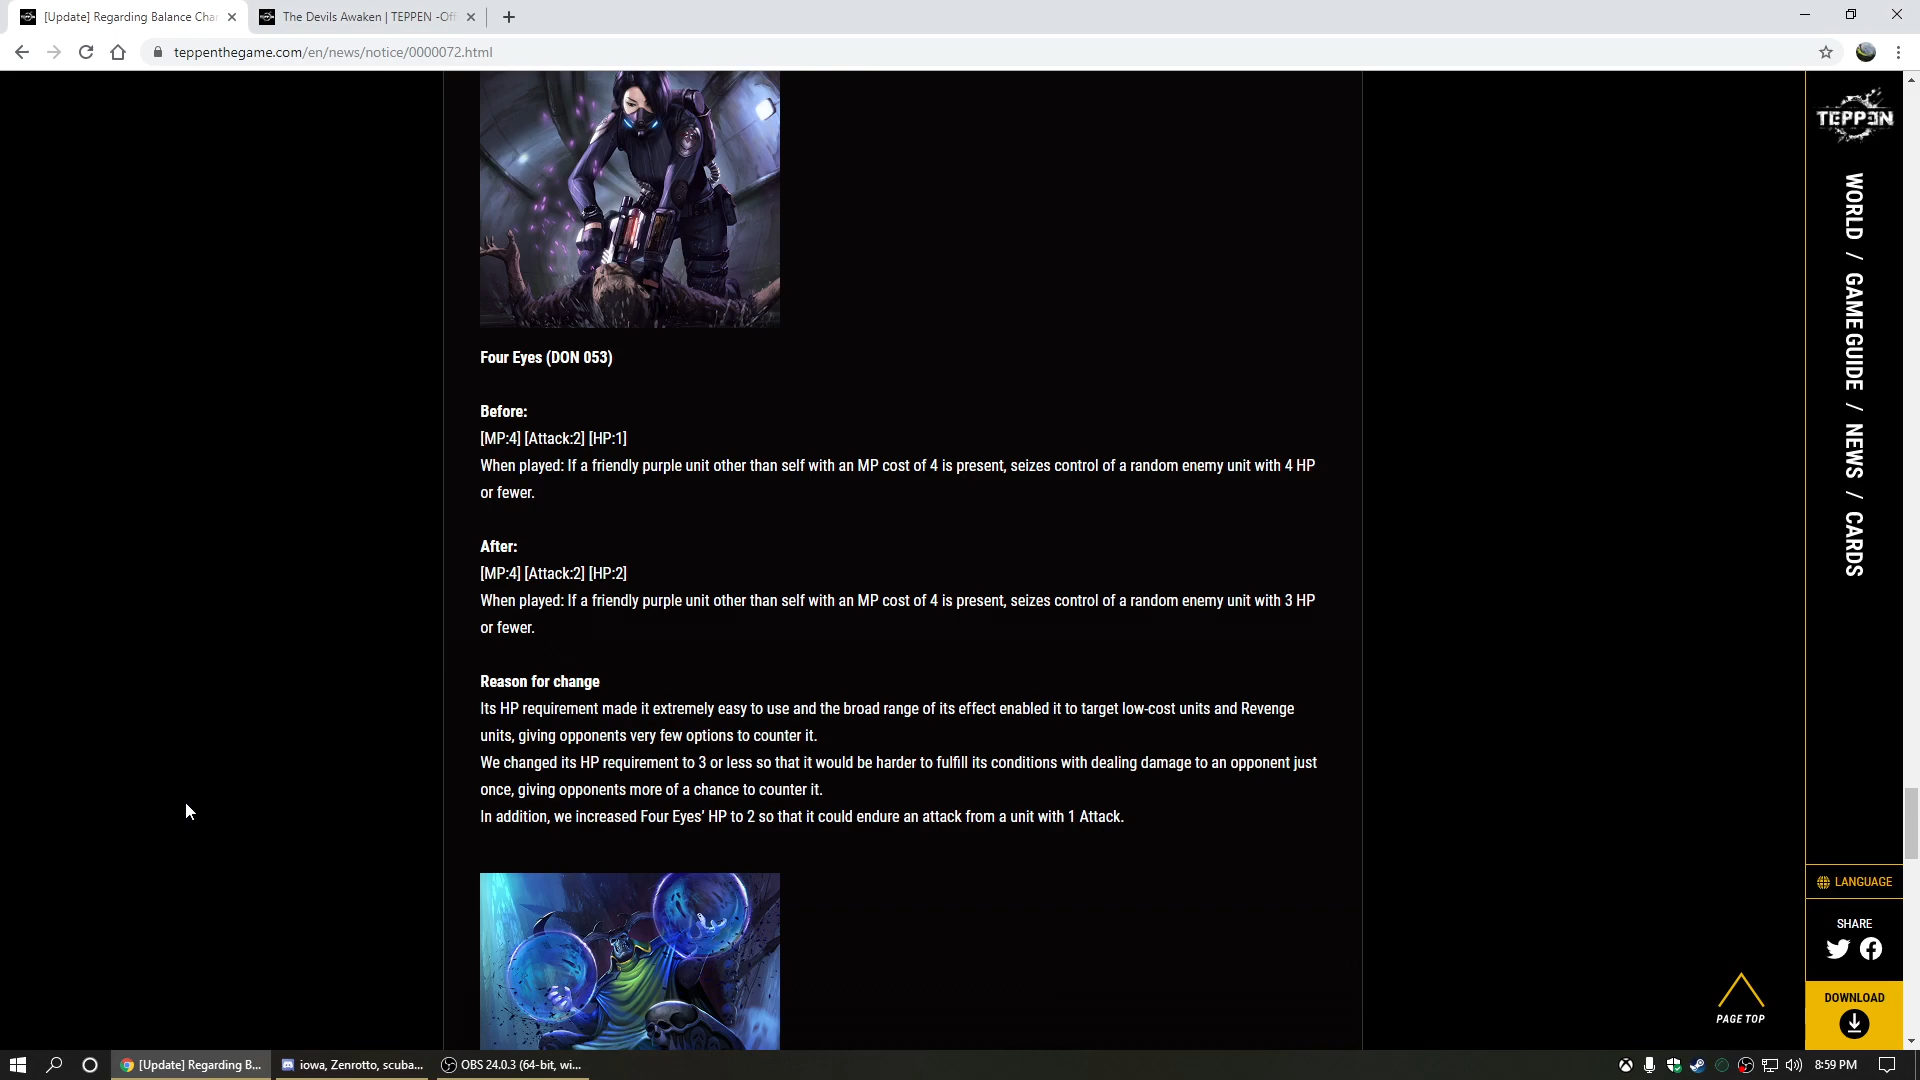 [Update] Regarding Balance Char
The Devils Awaken | TEPPEN -Off
teppenthegame.com/en/news/notice/0000072.html
TEPPEN
WORLD / GAME GUIDE / NEWS / CARDS
Four Eyes (DON 053)
Before:
[MP:4] [Attack:2] [HP:1]
When played: If a friendly purple unit other than self with an MP cost of 4 is present, seizes control of a random enemy unit with 4 HP
or fewer.
After:
[MP:4] [Attack:2] [HP:2]
When played: If a friendly purple unit other than self with an MP cost of 4 is present, seizes control of a random enemy unit with 3 HP
or fewer.
Reason for change
Its HP requirement made it extremely easy to use and the broad range of its effect enabled it to target low-cost units and Revenge
units, giving opponents very few options to counter it.
We changed its HP requirement to 3 or less so that it would be harder to fulfill its conditions with dealing damage to an opponent just
once, giving opponents more of a chance to counter it.
In addition, we increased Four Eyes’ HP to 2 so that it could endure an attack from a unit with 1 Attack.
LANGUAGE
SHARE
DOWNLOAD
PAGE TOP
[Update] Regarding B...
iowa, Zenrotto, scuba...
OBS 24.0.3 (64-bit, wi...
8:59 PM